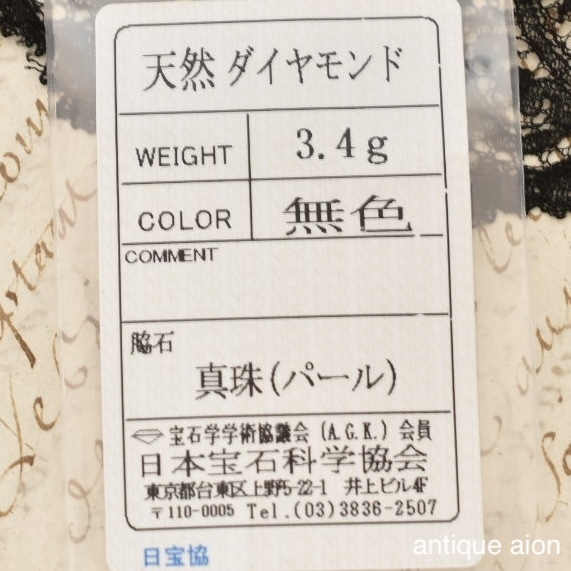 天然 ダイヤモンド
WEIGHT 3.4g
COLOR 無色
COMMENT
脇石
真珠(パール)
宝石学学術協議会 (A.G.K.) 会員
日本宝石科学協会
東京都台東区上野5-22-1 井上ビル4F
〒110-0005 Tel.(03)3836-2507
日宝協
antique aion